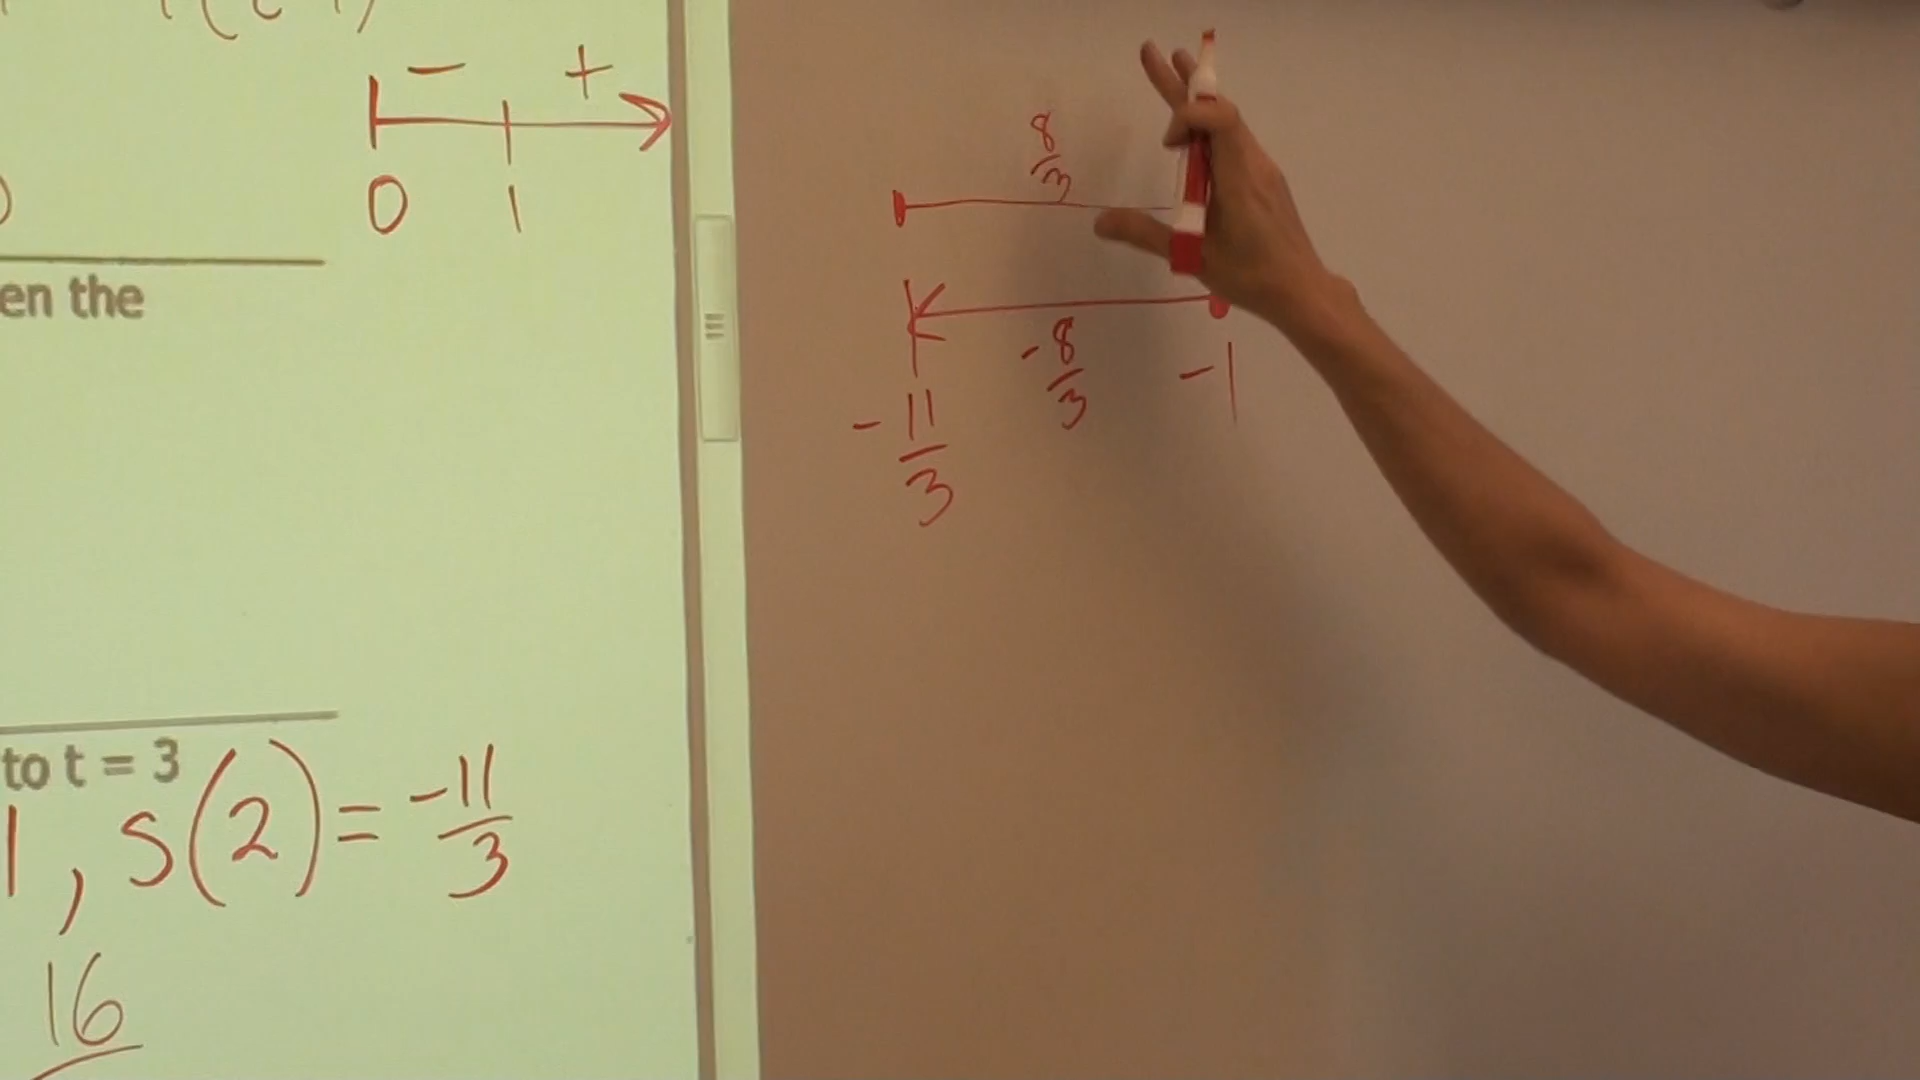 - +
0 1
en the
to t = 3
1, S(2) = -11/3
16
8/3
-8/3
-11/3 -1